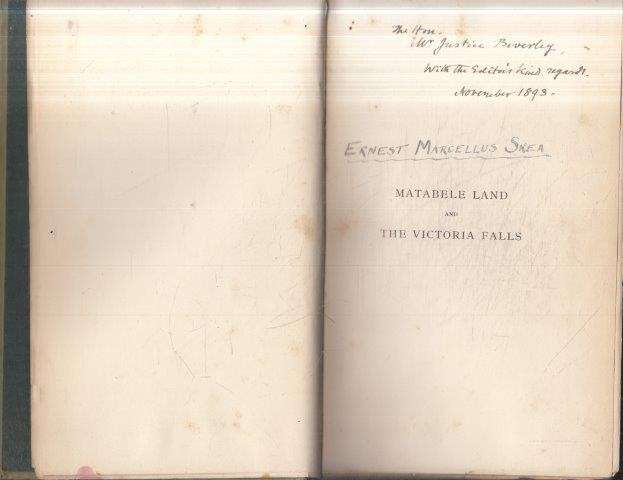 The Hon.
Mr Justice Beverley,
With the Editor's kind regards.
November 1893.
ERNEST MARCELLUS SKEA
MATABELE LAND
AND
THE VICTORIA FALLS